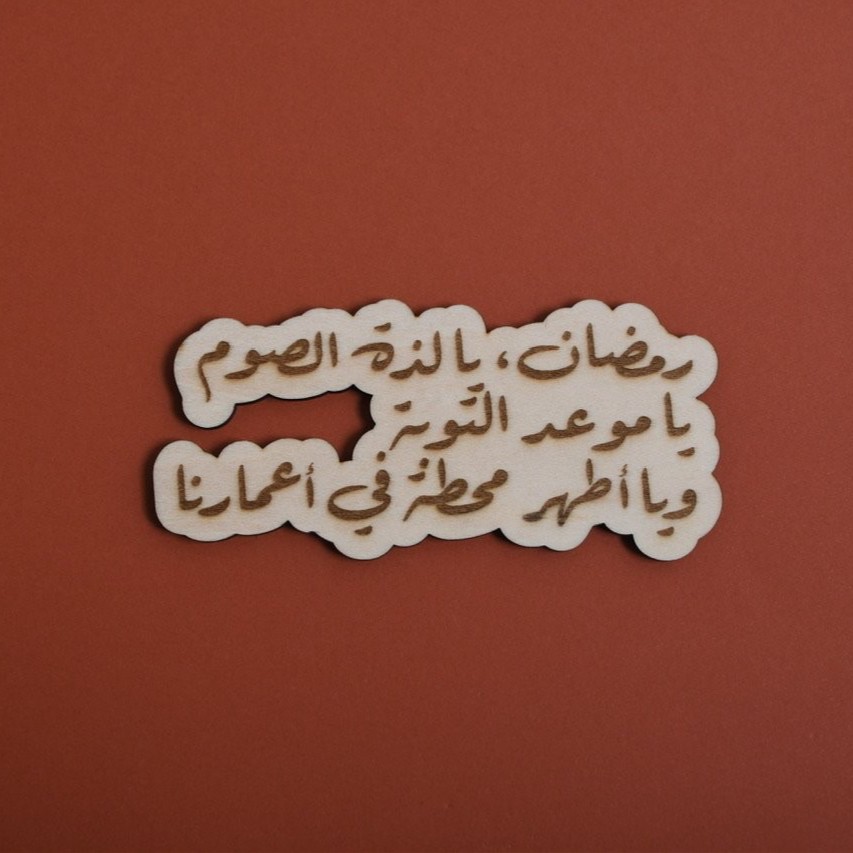 رمضان، يا لذة الصوم
يا موعد التوبة
ويا أطهر محطة في أعمارنا